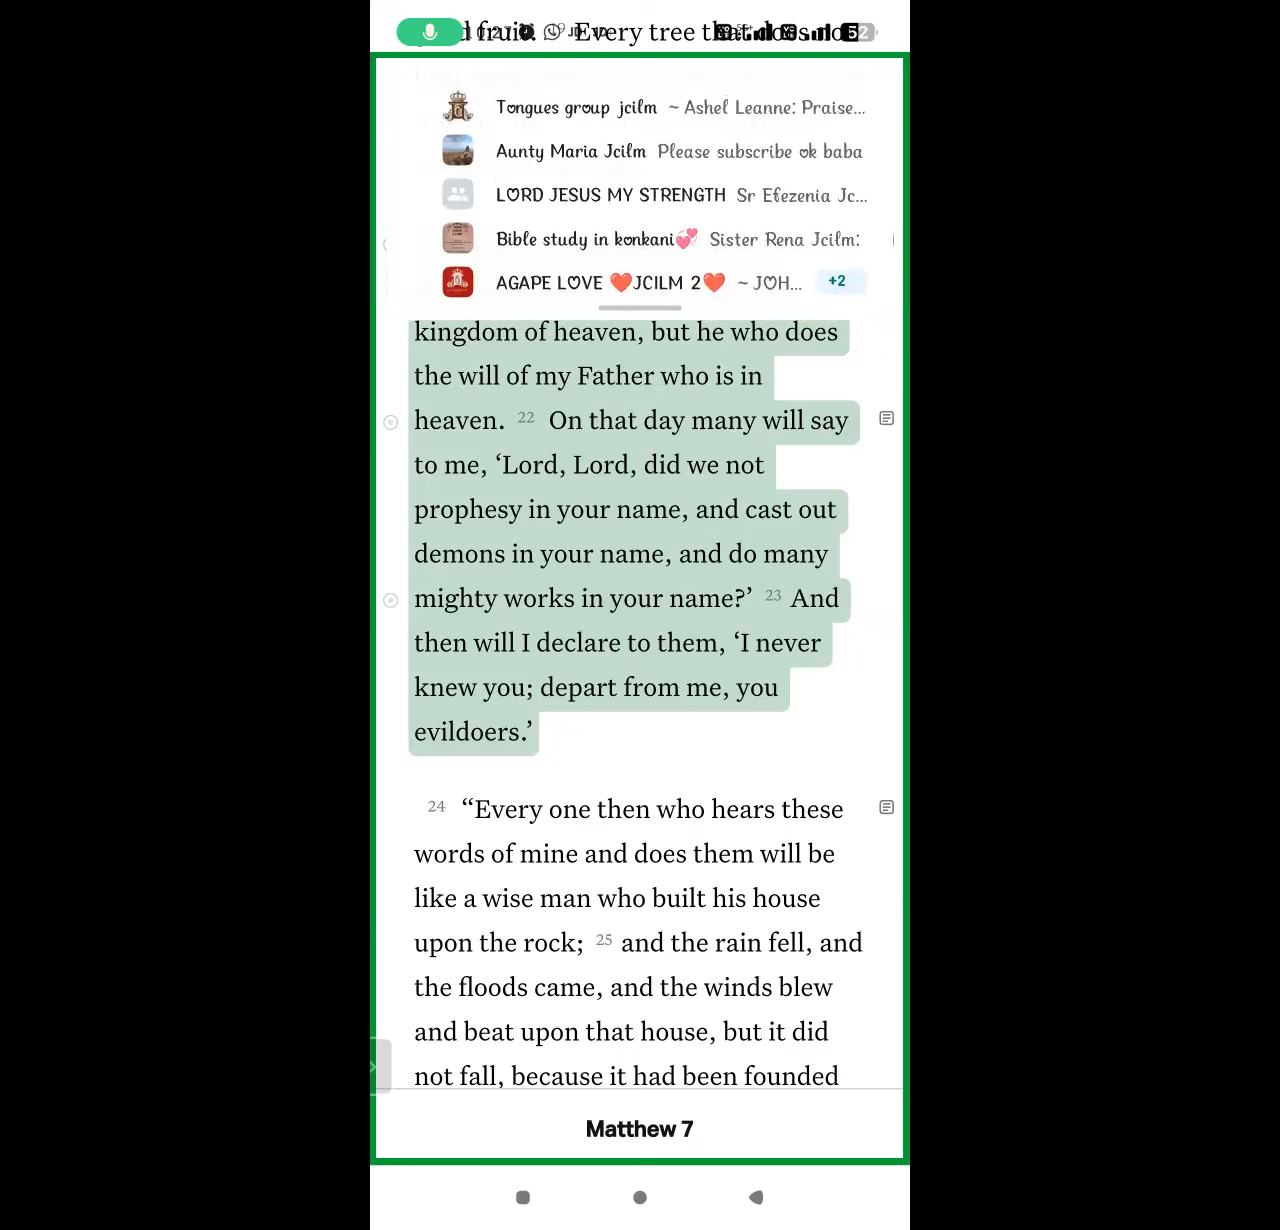 fruit. 19 Every tree that does no
Tongues group jcilm ~ Ashel Leanne: Praise...
Aunty Maria Jcilm Please subscribe ok baba
LORD JESUS MY STRENGTH Sr Efezenia Jc...
Bible study in konkani💞 Sister Rena Jcilm:
AGAPE LOVE ❤️JCILM 2❤️ ~ JOH... +2
kingdom of heaven, but he who does
the will of my Father who is in
heaven. 22 On that day many will say
to me, ‘Lord, Lord, did we not
prophesy in your name, and cast out
demons in your name, and do many
mighty works in your name?’ 23 And
then will I declare to them, ‘I never
knew you; depart from me, you
evildoers.’
24 “Every one then who hears these
words of mine and does them will be
like a wise man who built his house
upon the rock; 25 and the rain fell, and
the floods came, and the winds blew
and beat upon that house, but it did
not fall, because it had been founded
Matthew 7